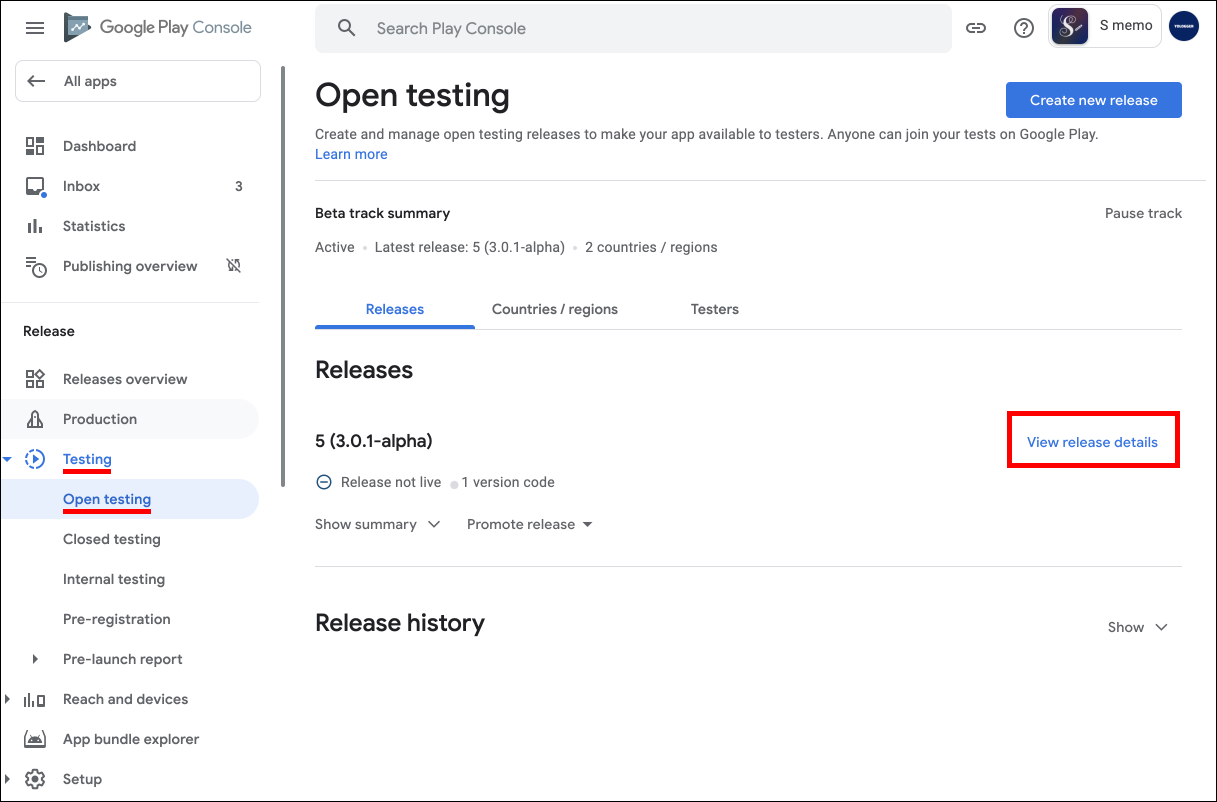 Google Play Console
Search Play Console
S memo
All apps
Dashboard
Inbox 3
Statistics
Publishing overview
Release
Releases overview
Production
Testing
Open testing
Closed testing
Internal testing
Pre-registration
Pre-launch report
Reach and devices
App bundle explorer
Setup
Open testing
Create new release
Create and manage open testing releases to make your app available to testers. Anyone can join your tests on Google Play.
Learn more
Beta track summary
Pause track
Active • Latest release: 5 (3.0.1-alpha) • 2 countries / regions
Releases Countries / regions Testers
Releases
5 (3.0.1-alpha)
View release details
Release not live • 1 version code
Show summary Promote release
Release history
Show